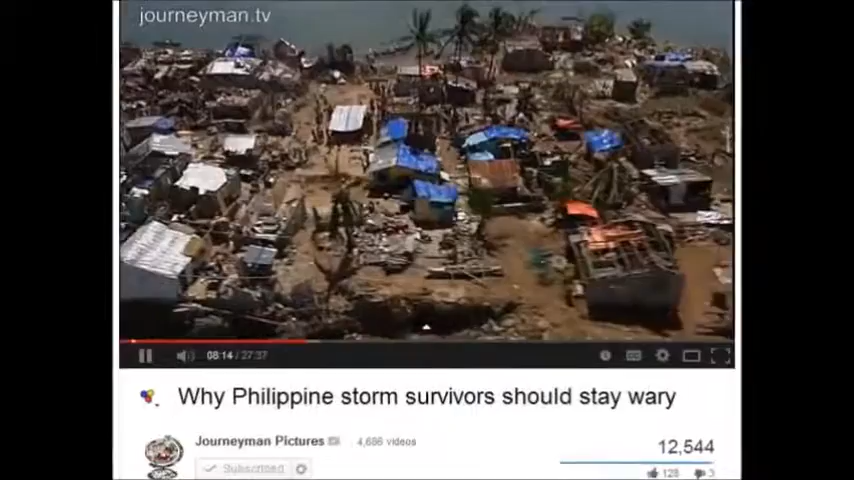 journeyman.tv
08:14 / 27:37
Why Philippine storm survivors should stay wary
Journeyman Pictures 4,686 videos
12,544
Subscribed
128 3